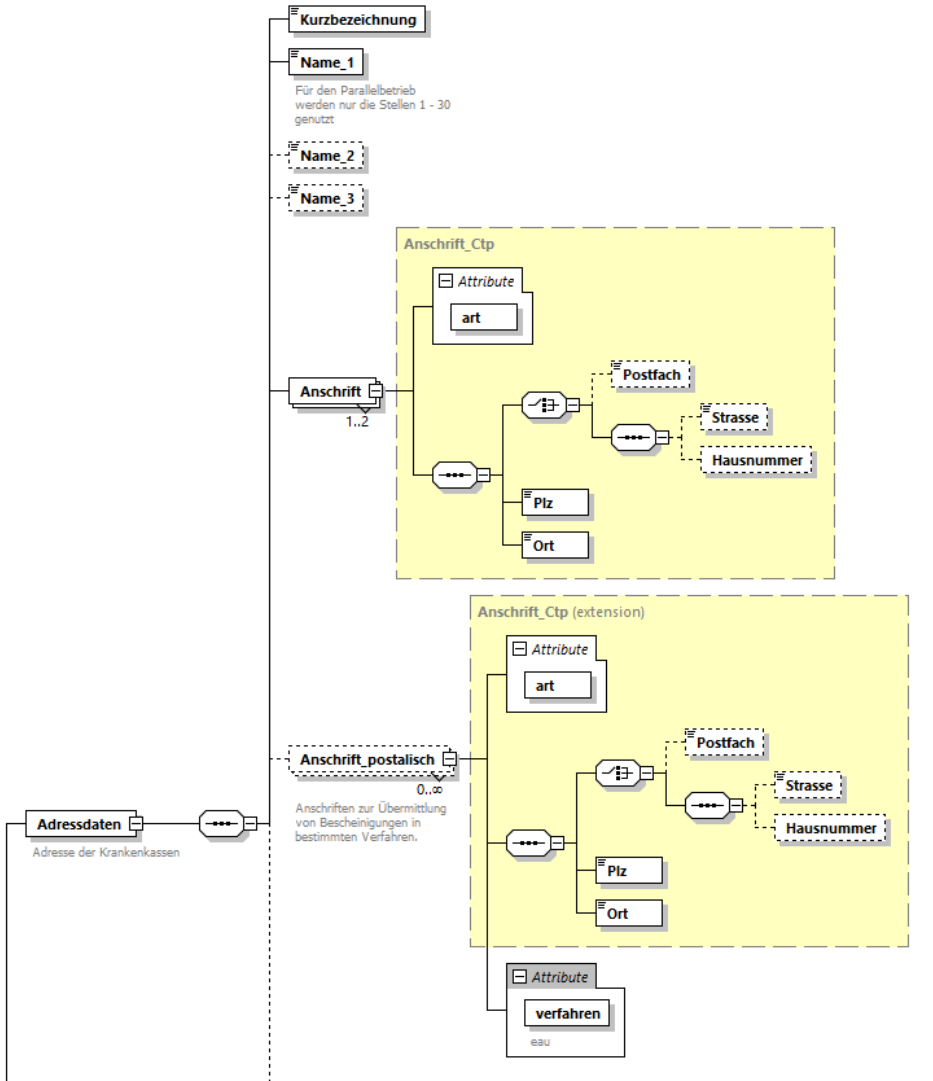 Kurzbezeichnung
Name_1
Für den Parallelbetrieb
werden nur die Stellen 1 - 30
genutzt
Name_2
Name_3
Anschrift_Ctp
Attribute
art
Anschrift
1..2
Postfach
Strasse
Hausnummer
Plz
Ort
Anschrift_Ctp (extension)
Attribute
art
Anschrift_postalisch
0..∞
Anschriften zur Übermittlung
von Bescheinigungen in
bestimmten Verfahren.
Postfach
Strasse
Hausnummer
Plz
Ort
Adressdaten
Adresse der Krankenkassen
Attribute
verfahren
eau